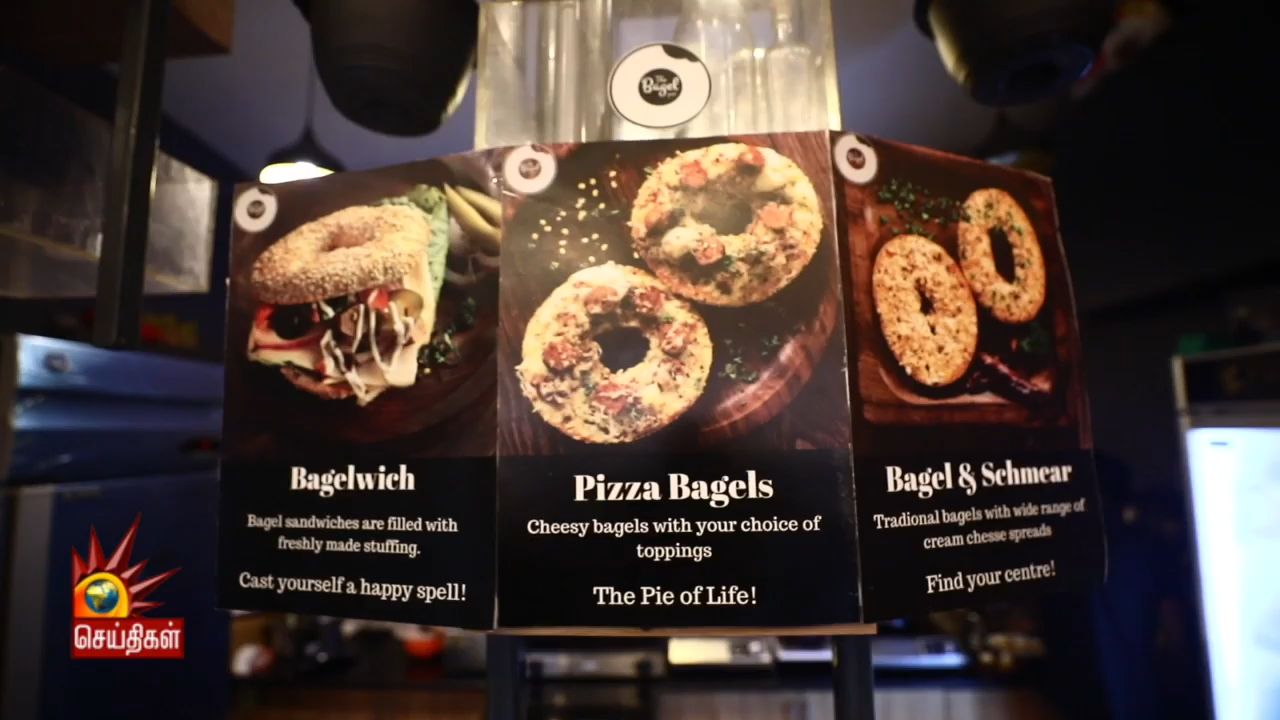 The
Bagel
Bagelwich
Bagel sandwiches are filled with
freshly made stuffing.
Cast yourself a happy spell!
Pizza Bagels
Cheesy bagels with your choice of
toppings
The Pie of Life!
Bagel & Schmear
Tradional bagels with wide range of
cream chesse spreads
Find your centre!
செய்திகள்